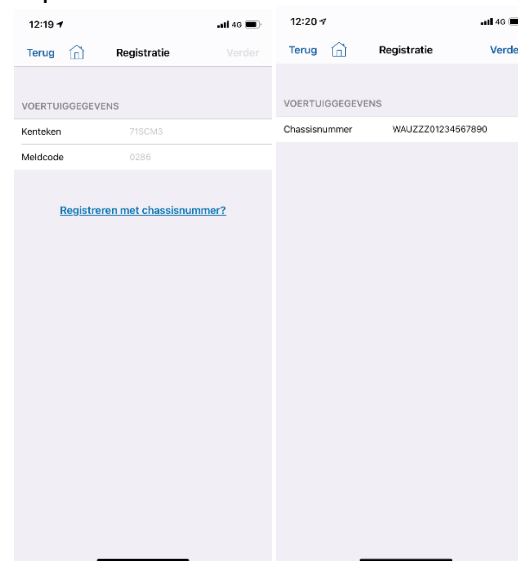 12:19
4G
Terug
Registratie
Verder
VOERTUIGGEGEVENS
Kenteken 71SCM3
Meldcode 0286
Registreren met chassisnummer?
12:20
4G
Terug
Registratie
Verde
VOERTUIGGEGEVENS
Chassisnummer WAUZZZ01234567890